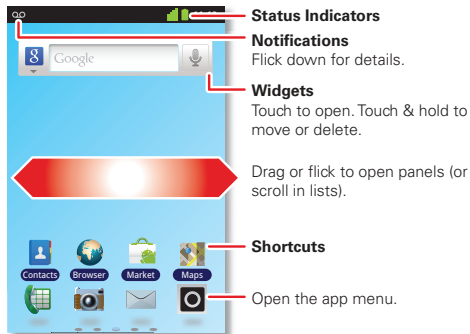 Status Indicators
Notifications
Flick down for details.
8 Google
Widgets
Touch to open. Touch & hold to
move or delete.
Drag or flick to open panels (or
scroll in lists).
Shortcuts
Contacts Browser Market Maps
Open the app menu.